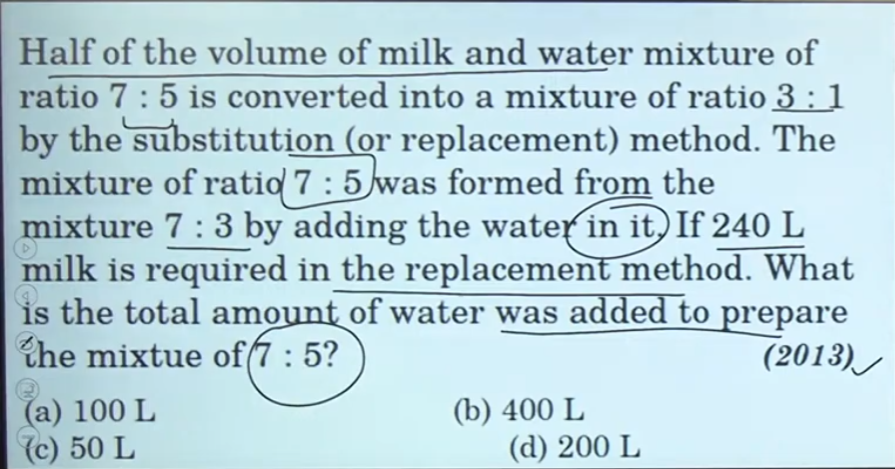 Half of the volume of milk and water mixture of
ratio 7 : 5 is converted into a mixture of ratio 3 : 1
by the substitution (or replacement) method. The
mixture of ratio 7 : 5 was formed from the
mixture 7 : 3 by adding the water in it. If 240 L
milk is required in the replacement method. What
is the total amount of water was added to prepare
the mixtue of 7 : 5? (2013)
(a) 100 L (b) 400 L
(c) 50 L (d) 200 L